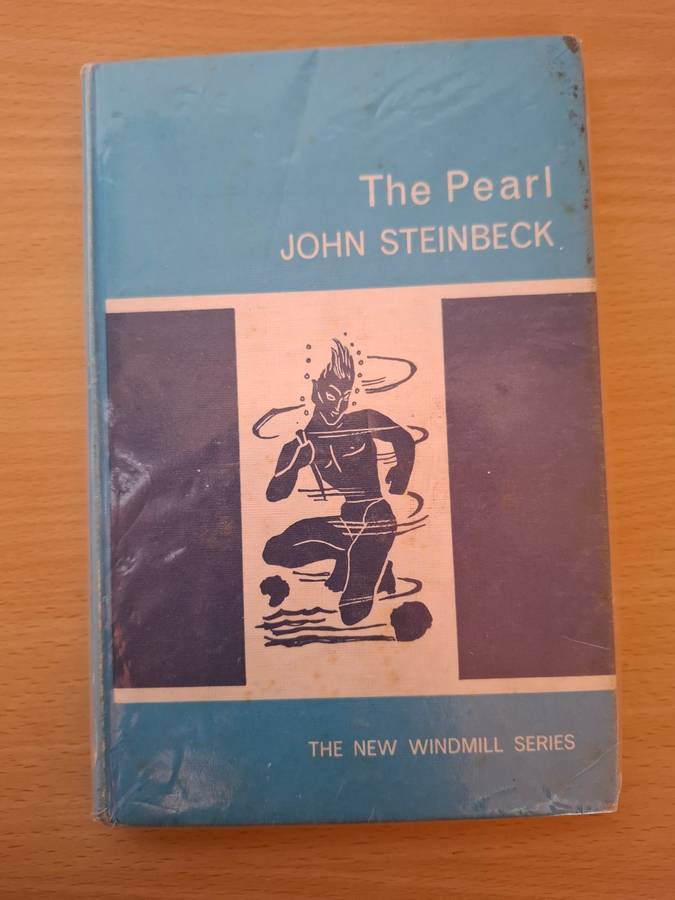 The Pearl
JOHN STEINBECK
THE NEW WINDMILL SERIES